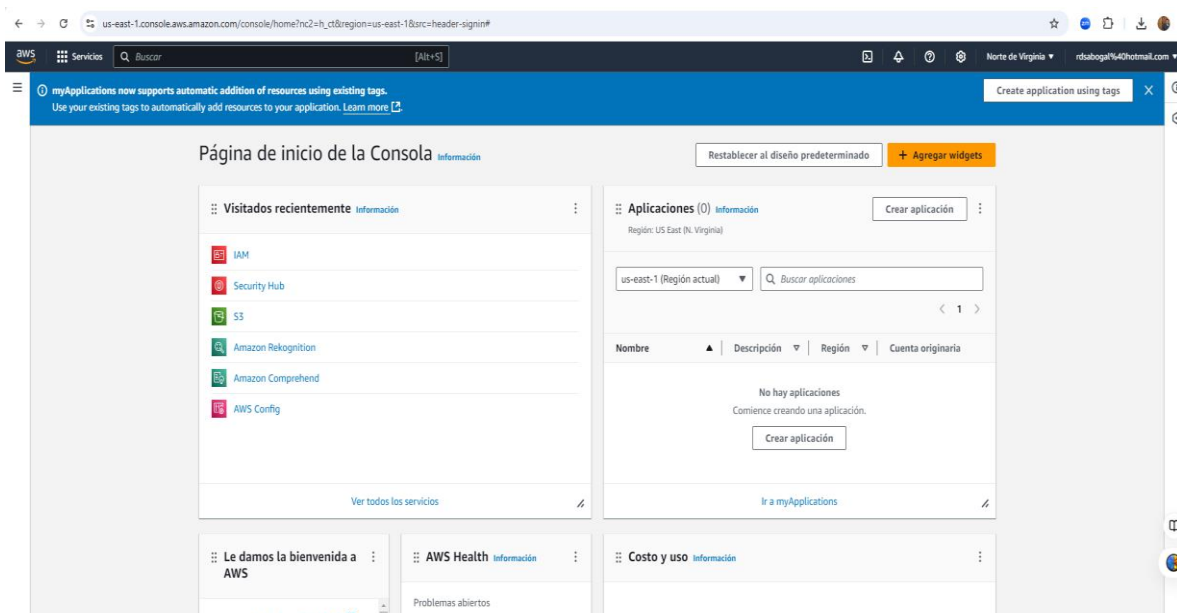 us-east-1.console.aws.amazon.com/console/home?nc2=h_ct&region=us-east-1&src=header-signin#
aws Servicios Buscar [Alt+S] Norte de Virginia rdsabogal%40hotmail.com
myApplications now supports automatic addition of resources using existing tags.
Use your existing tags to automatically add resources to your application. Learn more
Create application using tags
Página de inicio de la Consola Información
Restablecer al diseño predeterminado
+ Agregar widgets
Visitados recientemente Información
IAM
Security Hub
S3
Amazon Rekognition
Amazon Comprehend
AWS Config
Ver todos los servicios
Aplicaciones (0) Información
Crear aplicación
Región: US East (N. Virginia)
us-east-1 (Región actual) Buscar aplicaciones
1
Nombre Descripción Región Cuenta originaria
No hay aplicaciones
Comience creando una aplicación.
Crear aplicación
Ir a myApplications
Le damos la bienvenida a
AWS
AWS Health Información
Problemas abiertos
Costo y uso Información